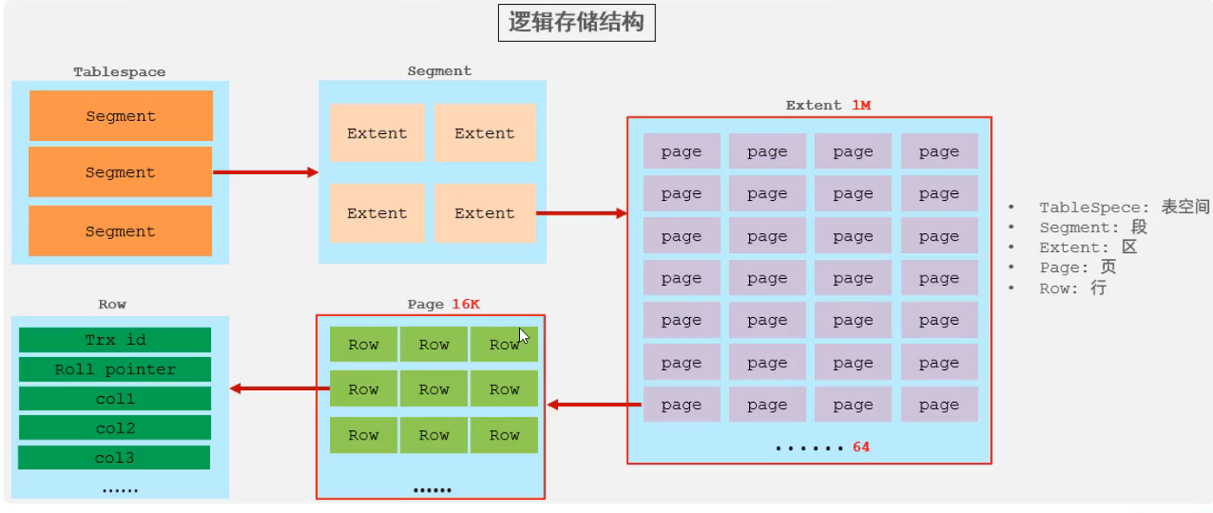 逻辑存储结构
Tablespace
Segment
Segment
Segment
Segment
Extent Extent
Extent Extent
Extent 1M
page page page page
page page page page
page page page page
page page page page
page page page page
page page page page
page page page page
......64
• TableSpece: 表空间
• Segment: 段
• Extent: 区
• Page: 页
• Row: 行
Row
Trx id
Roll pointer
col1
col2
col3
......
Page 16K
Row Row Row
Row Row Row
Row Row Row
......